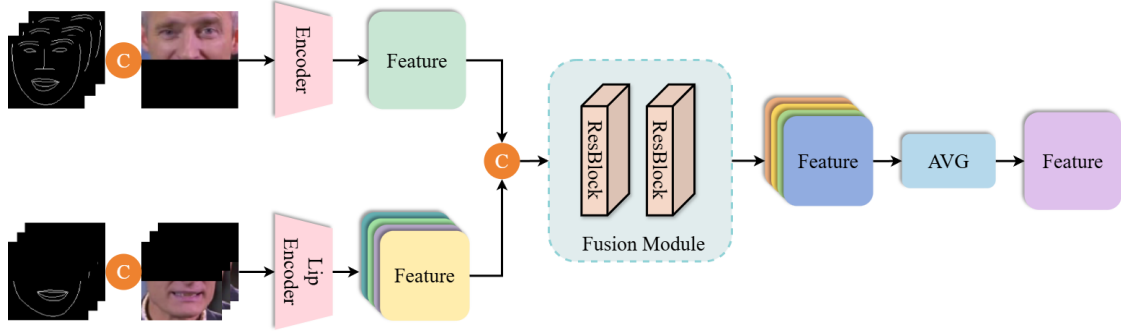 C
Encoder
Feature
C
ResBlock
ResBlock
Fusion Module
Feature
AVG
Feature
C
Lip
Encoder
Feature